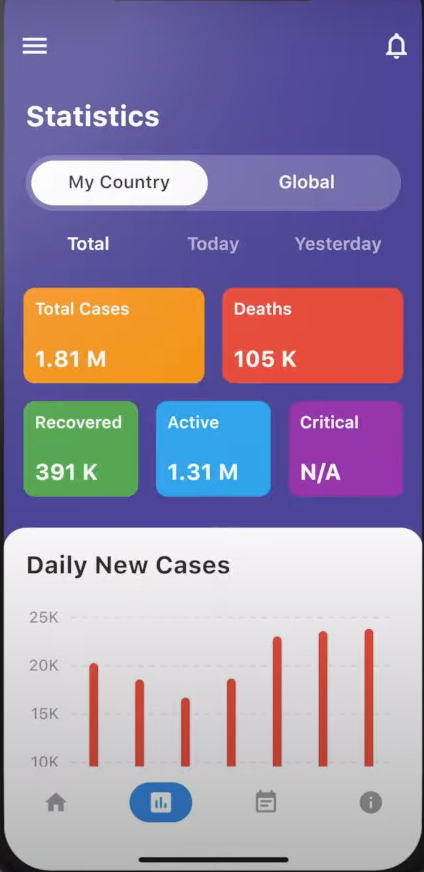 Statistics
My Country Global
Total Today Yesterday
Total Cases Deaths
1.81 M 105 K
Recovered Active Critical
391 K 1.31 M N/A
Daily New Cases
25K
20K
15K
10K